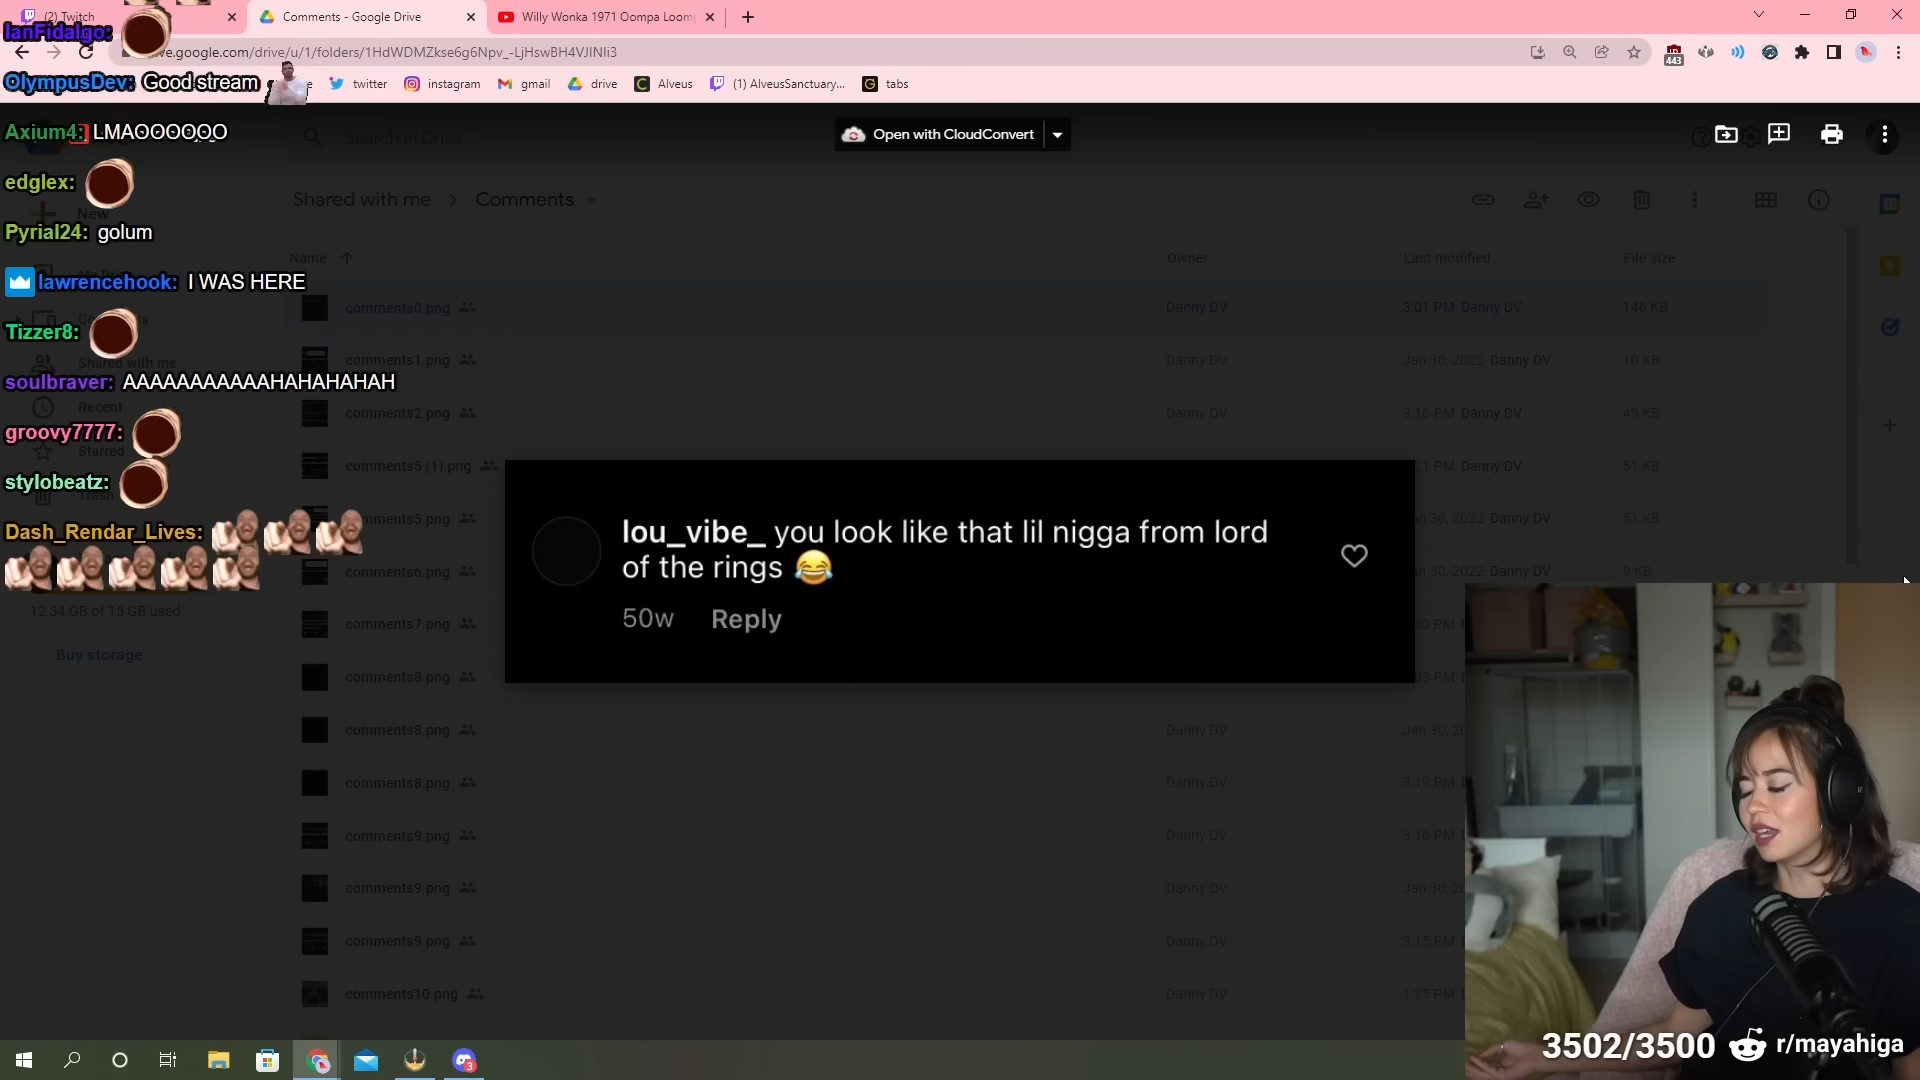 (2) Twitch
Comments - Google Drive
Willy Wonka 1971 Oompa Loom
IanFidalgo:
ve.google.com/drive/u/1/folders/1HdWDMZkse6g6Npv_-LjHswBH4VJINIi3
443
OlympusDev: Good stream
twitter
instagram
gmail
drive
Alveus
(1) AlveusSanctuary...
tabs
Axium4: LMAOOOOOO
Search in Drive
Open with CloudConvert
edglex:
New
Shared with me > Comments
Pyrial24: golum
Name
Owner
Last modified
File size
lawrencehook: I WAS HERE
comments0.png Danny DV 3:01 PM Danny DV 146 KB
Tizzer8:
Shared with me
comments1.png Danny DV Jan 30, 2022 Danny DV 10 KB
soulbraver: AAAAAAAAAAAHAHAHAHAH
Recent
comments2.png Danny DV 3:16 PM Danny DV 49 KB
groovy7777:
Starred
comments5 (1).png PM Danny DV 51 KB
stylobeatz:
Trash
comments5.png 30, 2022 Danny DV 51 KB
Dash_Rendar_Lives:
lou_vibe_ you look like that lil nigga from lord
of the rings 😂
50w Reply
comments6.png 30, 2022 Danny DV 9 KB
12.34 GB of 15 GB used
Buy storage
comments7.png
comments8.png
comments8.png Danny DV
comments8.png Danny DV 3:19 PM
comments9.png Danny DV 3:16 PM
comments9.png Danny DV
comments9.png Danny DV 3:15 PM
comments10.png Danny DV 1:25 PM
3502/3500 r/mayahiga
3